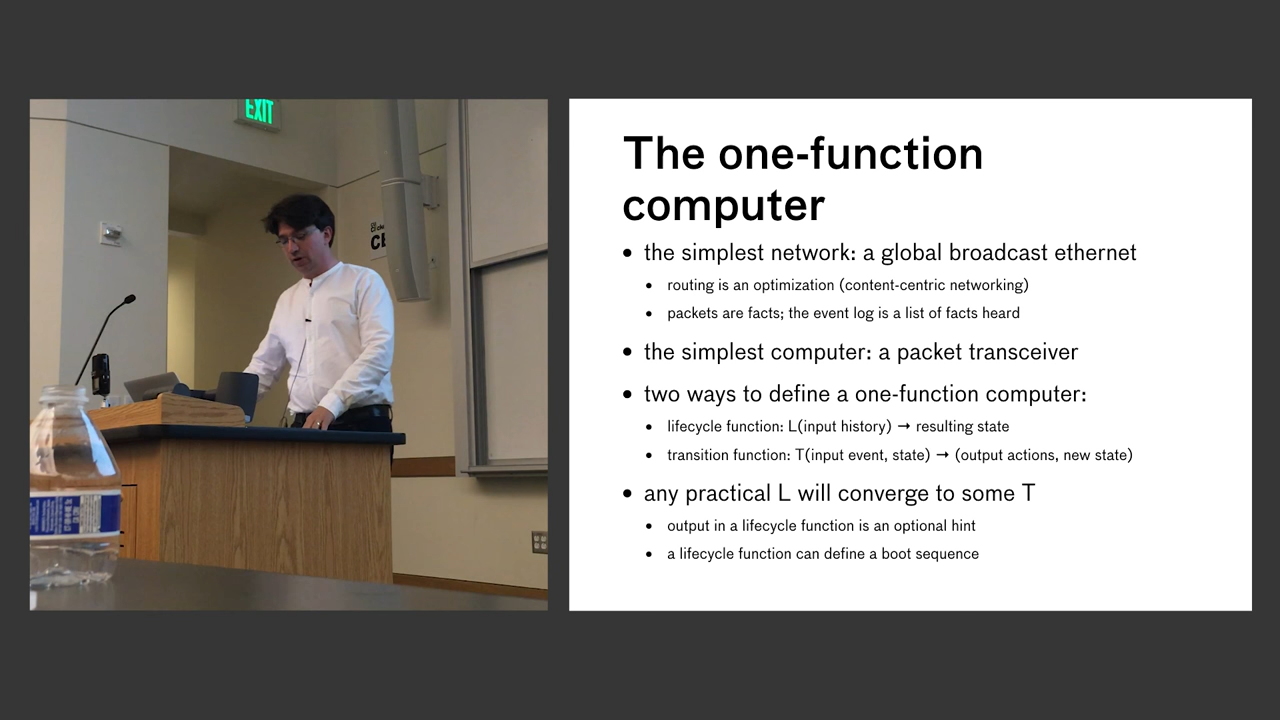 EXIT
The one-function
computer
• the simplest network: a global broadcast ethernet
• routing is an optimization (content-centric networking)
• packets are facts; the event log is a list of facts heard
• the simplest computer: a packet transceiver
• two ways to define a one-function computer:
• lifecycle function: L(input history) → resulting state
• transition function: T(input event, state) → (output actions, new state)
• any practical L will converge to some T
• output in a lifecycle function is an optional hint
• a lifecycle function can define a boot sequence